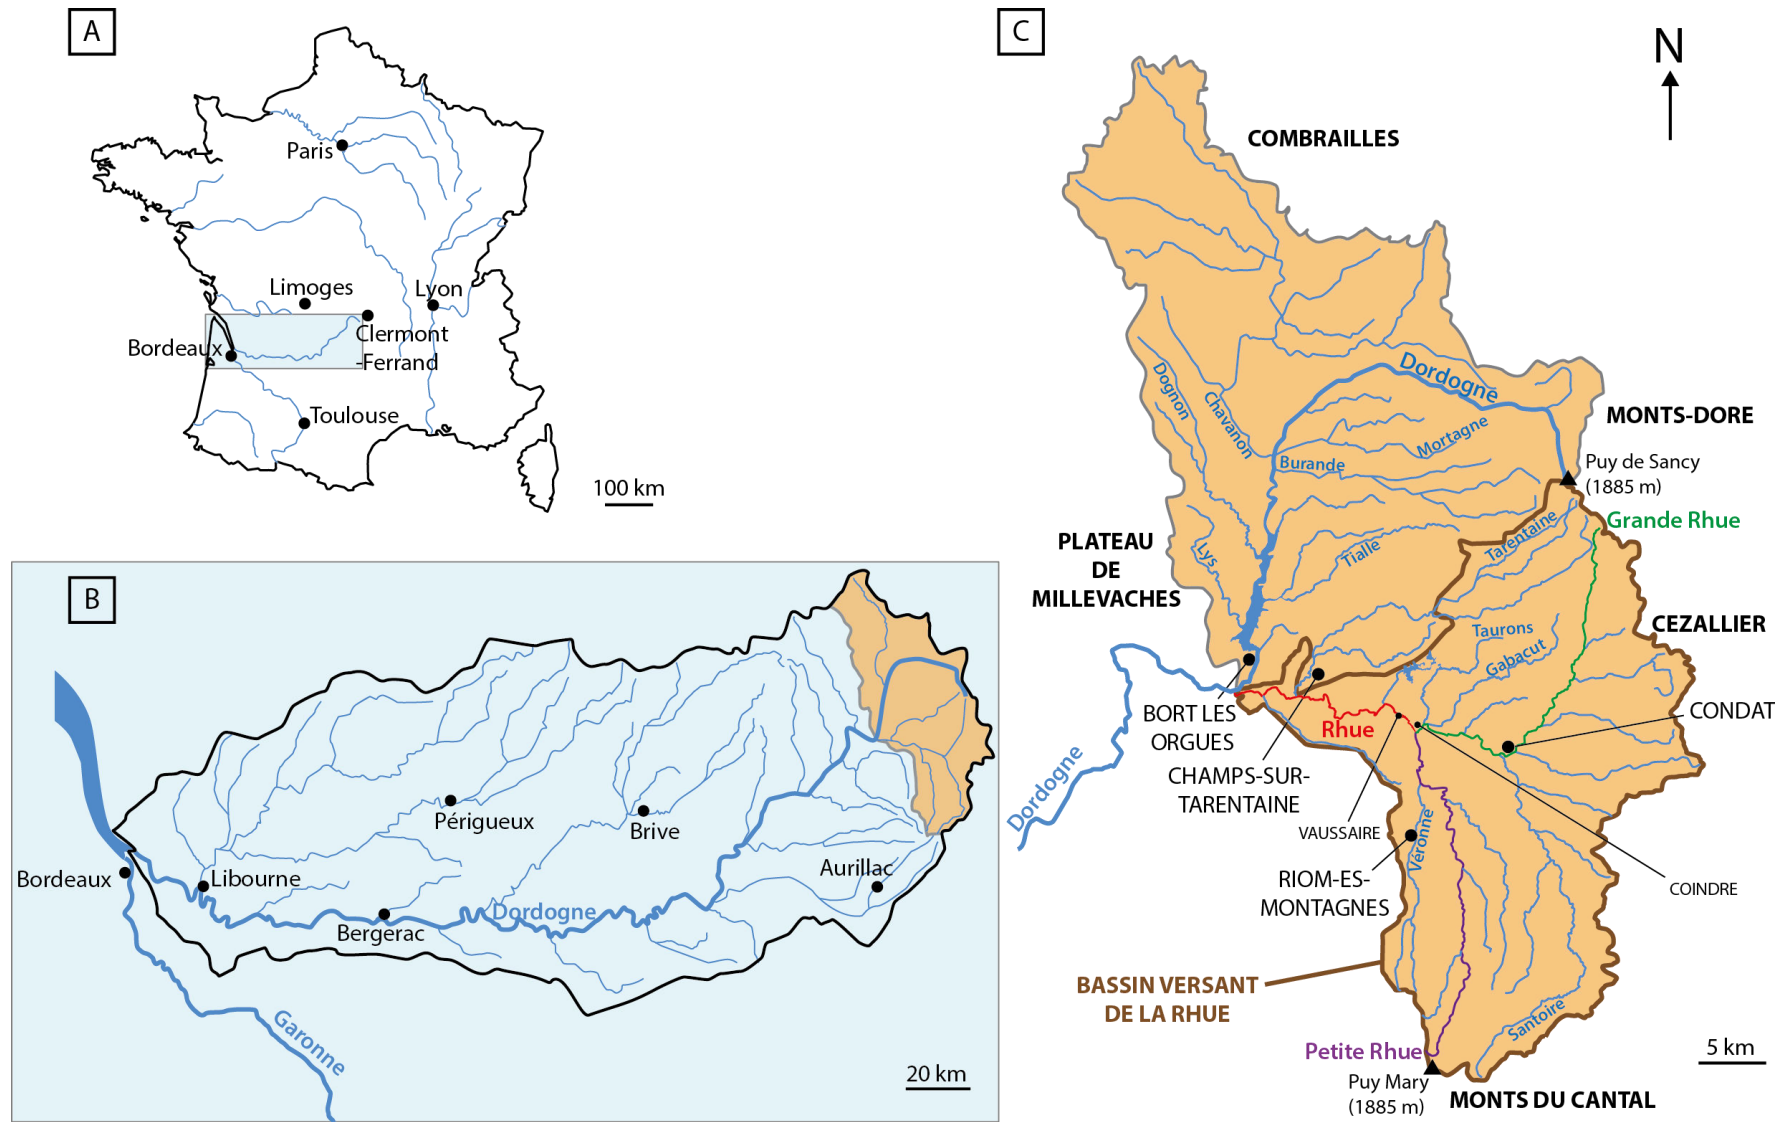 A
Paris
Limoges
Lyon
Clermont
-Ferrand
Bordeaux
Toulouse
100 km
B
Périgueux
Brive
Aurillac
Bordeaux
Libourne
Dordogne
Bergerac
Garonne
20 km
C
N
COMBRAILLES
Dordogne
Dognon
Chavanon
Mortagne
Burande
MONTS-DORE
Puy de Sancy
(1885 m)
Grande Rhue
Tarentaine
PLATEAU
DE
MILLEVACHES
Lys
Tialle
Taurons
Gabacut
CEZALLIER
BORT LES
ORGUES
Rhue
CONDAT
CHAMPS-SUR-
TARENTAINE
Dordogne
VAUSSAIRE
Véronne
RIOM-ES-
MONTAGNES
COINDRE
BASSIN VERSANT
DE LA RHUE
Santoire
Petite Rhue
Puy Mary
(1885 m)
MONTS DU CANTAL
5 km